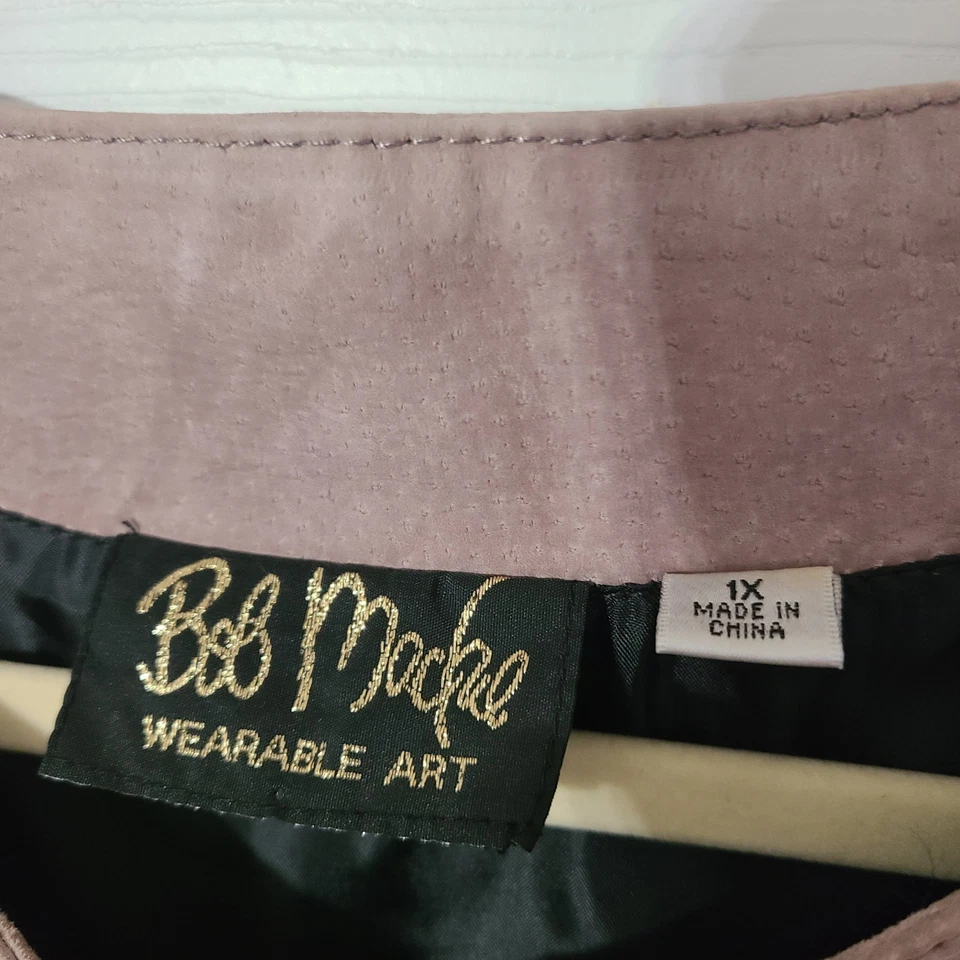 Bob Mackie
WEARABLE ART
1X
MADE IN
CHINA